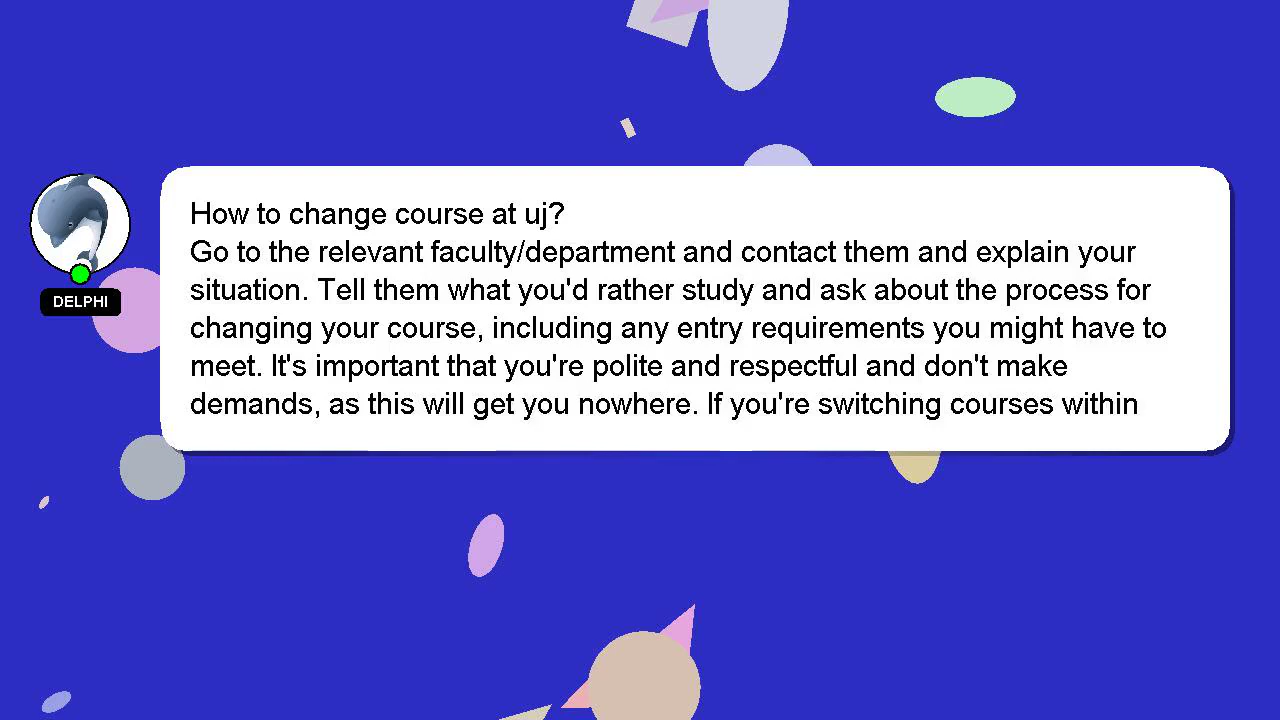 How to change course at uj?
Go to the relevant faculty/department and contact them and explain your
situation. Tell them what you'd rather study and ask about the process for
changing your course, including any entry requirements you might have to
meet. It's important that you're polite and respectful and don't make
demands, as this will get you nowhere. If you're switching courses within
DELPHI